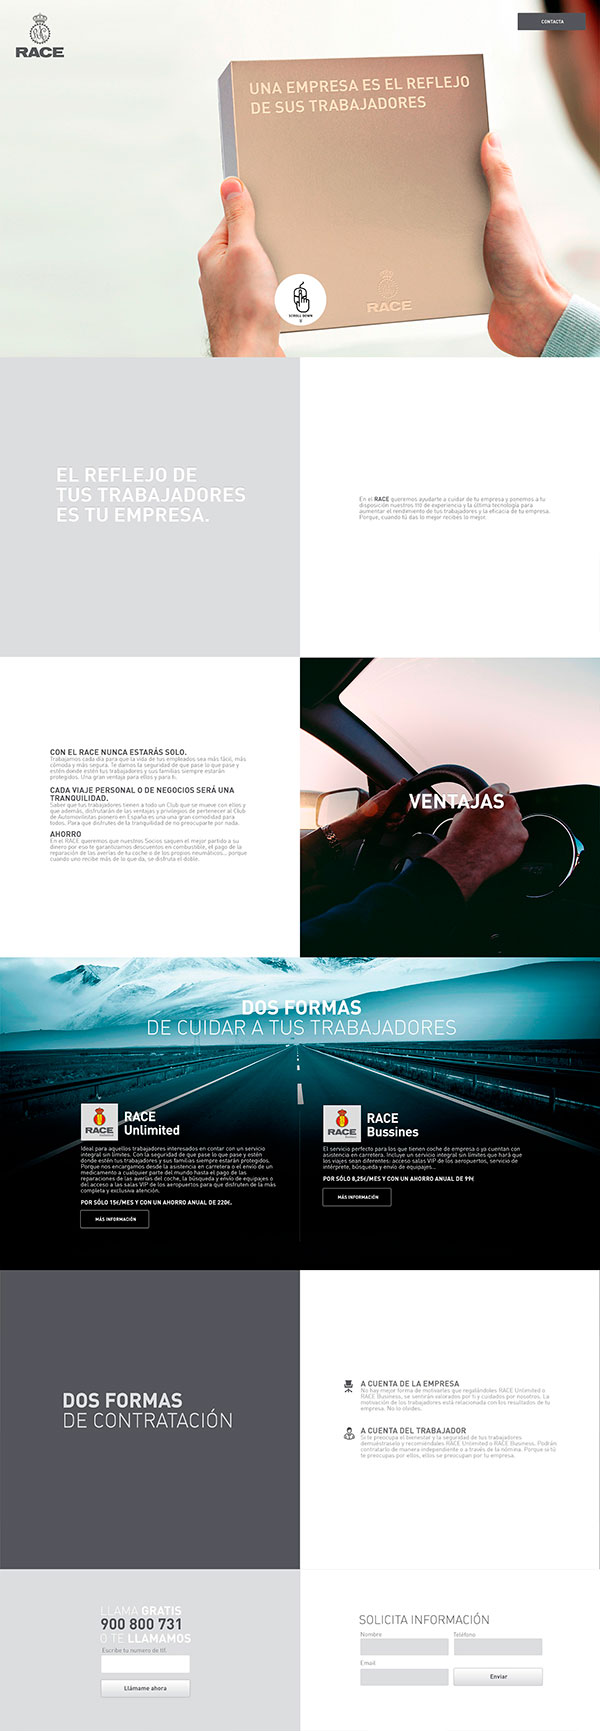 RACE
CONTACTA
UNA EMPRESA ES EL REFLEJO
DE SUS TRABAJADORES
RACE
SCROLL DOWN
EL REFLEJO DE
TUS TRABAJADORES
ES TU EMPRESA.
En el RACE queremos ayudarte a cuidar de tu empresa y ponemos a tu
disposición nuestros 110 de experiencia y la última tecnología para
aumentar el rendimiento de tus trabajadores y la eficacia de tu empresa.
Porque, cuando tú das lo mejor recibes lo mejor.
CON EL RACE NUNCA ESTARÁS SOLO.
Trabajamos cada día para que la vida de tus empleados sea más fácil, más
cómoda y más segura. Te damos la seguridad de que pase lo que pase y
estén donde estén tus trabajadores y sus familias siempre estarán
protegidos. Una gran ventaja para ellos y para ti.
CADA VIAJE PERSONAL O DE NEGOCIOS SERÁ UNA
TRANQUILIDAD.
Saber que tus trabajadores tienen a todo un Club que se mueve con ellos y
que además, disfrutarán de las ventajas y privilegios de pertenecer al Club
de Automovilistas pionero en España es una gran comodidad para
todos. Para que disfrutes de la tranquilidad de no preocuparte por nada.
AHORRO
En el RACE queremos que nuestros Socios saquen el mejor partido a su
dinero por eso te garantizamos descuentos en combustible, el pago de la
reparación de las averías de tu coche o de los propios neumáticos... porque
cuando uno recibe más de lo que da, se disfruta el doble.
VENTAJAS
DOS FORMAS
DE CUIDAR A TUS TRABAJADORES
RACE
RACE
Unlimited
Ideal para aquellos trabajadores interesados en contar con un servicio
integral sin límites. Con la seguridad de que pase lo que pase y estén
donde estén tus trabajadores y sus familias siempre estarán protegidos.
Porque nos encargamos desde la asistencia en carretera o el envío de un
medicamento a cualquier parte del mundo hasta el pago de las
reparaciones de las averías del coche, la búsqueda y envío de equipajes o
del acceso a las salas VIP de los aeropuertos para que disfruten de la más
completa y exclusiva atención.
POR SÓLO 15€/MES Y CON UN AHORRO ANUAL DE 220€.
MÁS INFORMACIÓN
RACE
RACE
Bussines
El servicio perfecto para los que tienen coche de empresa o ya cuentan con
asistencia en carretera. Incluye un servicio integral sin límites que hará que
los viajes sean diferentes: acceso salas VIP de los aeropuertos, servicio de
intérprete, búsqueda y envío de equipajes...
POR SÓLO 8,25€/MES Y CON UN AHORRO ANUAL DE 99€
MÁS INFORMACIÓN
DOS FORMAS
DE CONTRATACIÓN
A CUENTA DE LA EMPRESA
No hay mejor forma de motivarles que regalándoles RACE Unlimited o
RACE Business, se sentirán valorados por ti y cuidados por nosotros. La
motivación de los trabajadores está relacionada con los resultados de tu
empresa. No lo olvides.
A CUENTA DEL TRABAJADOR
Si te preocupa el bienestar y la seguridad de tus trabajadores
demuéstraselo y recomiéndales RACE Unlimited o RACE Business. Podrán
contratarlo de manera independiente o a través de la nómina. Porque si tú
te preocupas por ellos, ellos se preocupan por tu empresa.
LLAMA GRATIS
900 800 731
O TE LLAMAMOS
Escribe tu numero de tlf.
Llámame ahora
SOLICITA INFORMACIÓN
Nombre
Teléfono
Email
Enviar